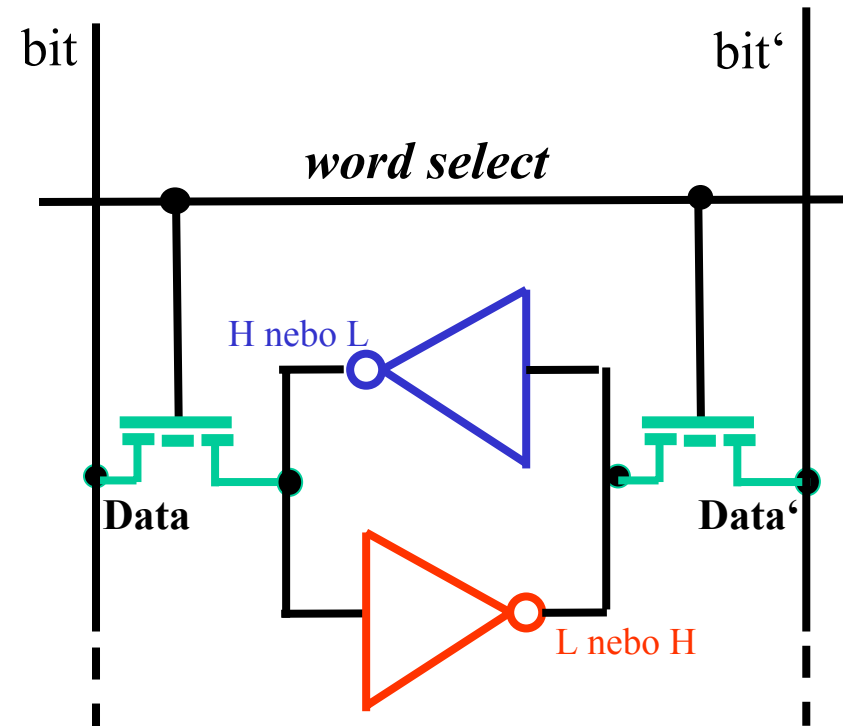 bit
bit‘
word select
H nebo L
Data
Data‘
L nebo H